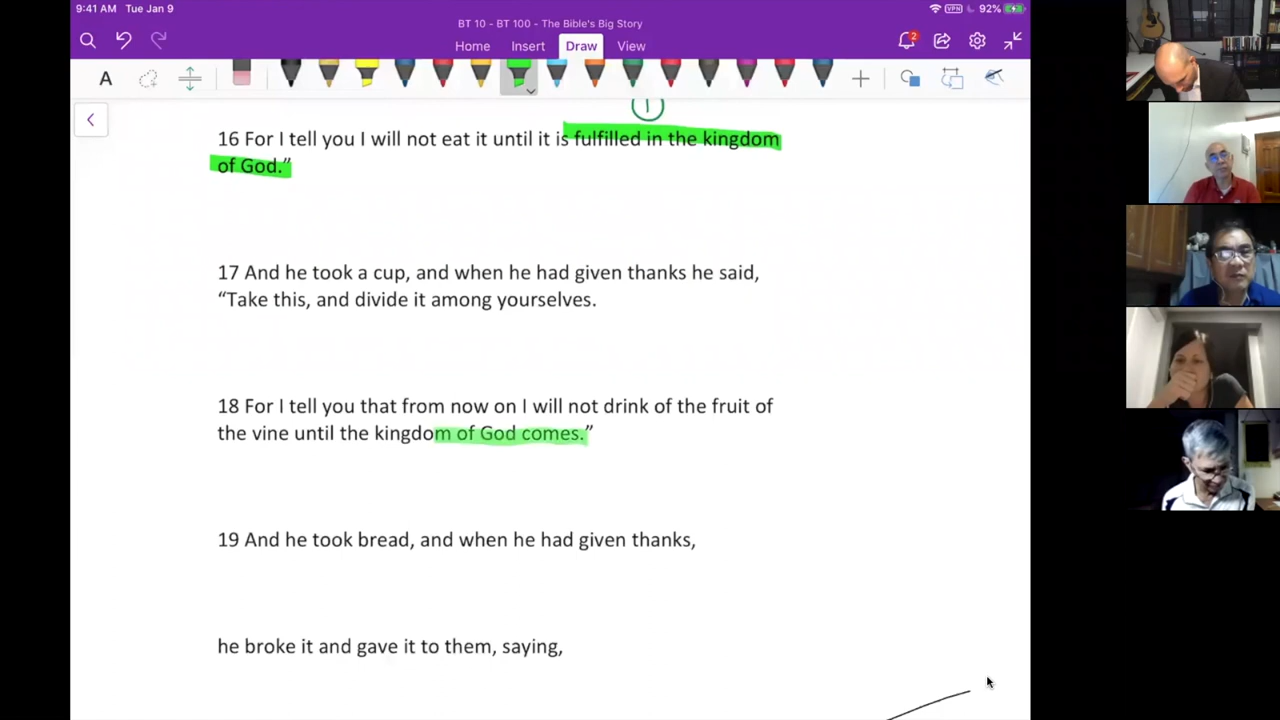 9:41 AM Tue Jan 9
VPN 92%
BT 10 - BT 100 - The Bible's Big Story
Home Insert Draw View
2
A
1
16 For I tell you I will not eat it until it is fulfilled in the kingdom
of God.”
17 And he took a cup, and when he had given thanks he said,
“Take this, and divide it among yourselves.
18 For I tell you that from now on I will not drink of the fruit of
the vine until the kingdom of God comes.”
19 And he took bread, and when he had given thanks,
he broke it and gave it to them, saying,